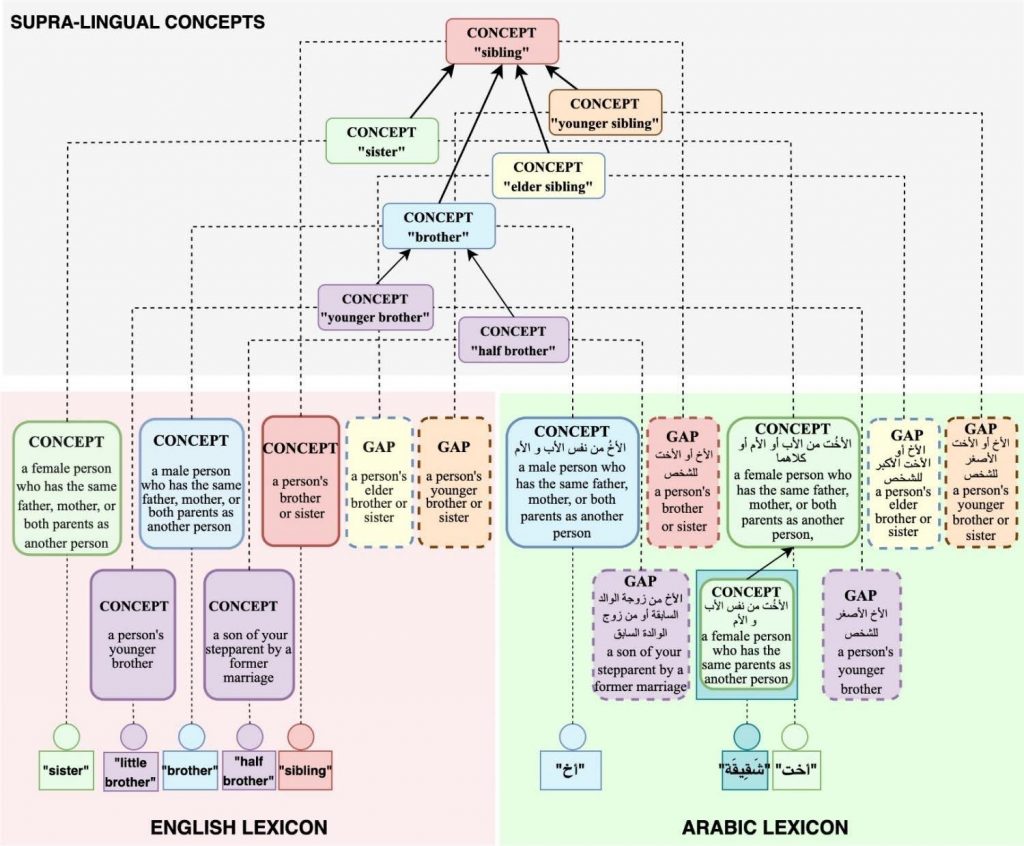 SUPRA-LINGUAL CONCEPTS
CONCEPT
"sibling"
CONCEPT
"younger sibling"
CONCEPT
"sister"
CONCEPT
"elder sibling"
CONCEPT
"brother"
CONCEPT
"younger brother"
CONCEPT
"half brother"
CONCEPT
a female person
who has the same
father, mother, or
both parents as
another person
CONCEPT
a male person
who has the same
father, mother, or
both parents as
another person
CONCEPT
a person's
brother
or sister
GAP
a person's
elder
brother or
sister
GAP
a person's
younger
brother or
sister
CONCEPT
a person's
younger
brother
CONCEPT
a son of your
stepparent by a
former
marriage
"sister"
"little
brother"
"brother"
"half
brother"
"sibling"
ENGLISH LEXICON
CONCEPT
الأخُ من نفس الأب و الأم
a male person who
has the same father,
mother, or both
parents as another
person
GAP
الأخ أو الأخت
للشخص
a person's
brother
or sister
CONCEPT
الأخُت من الأب أو الأم أو
كلاهما
a female person who
has the same father,
mother, or both
parents as another
person,
GAP
الأخ أو
الأخت الأكبر
للشخص
a person's
elder
brother or
sister
GAP
الأخ أو الأخت
الأصغر
للشخص
a person's
younger
brother or
sister
GAP
الأخ من زوجة الوالد
السابقة أو من زوج
الوالدة السابق
a son of your
stepparent by a
former marriage
CONCEPT
الأخُت من نفس الأب
و الأم
a female person
who has the
same parents as
another person
GAP
الأخ الأصغر
للشخص
a person's
younger
brother
"أخ"
"شَقِيقَة"
"أخت"
ARABIC LEXICON